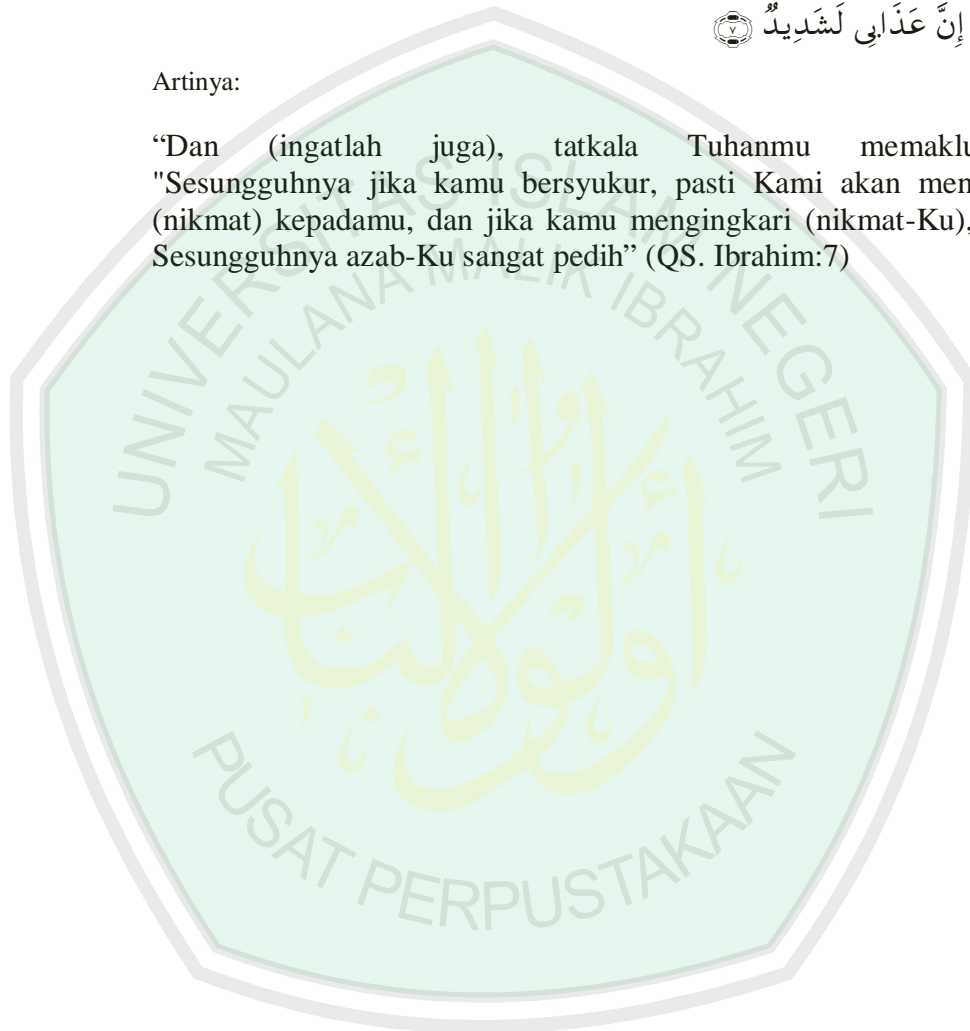 إِنَّ عَذَابِى لَشَدِيدٌ ٧
Artinya:
“Dan (ingatlah juga), tatkala Tuhanmu
"Sesungguhnya jika kamu bersyukur, pasti Kami akan
(nikmat) kepadamu, dan jika kamu mengingkari (nikmat-Ku),
Sesungguhnya azab-Ku sangat pedih” (QS. Ibrahim:7)
UNIVERSITAS ISLAM NEGERI
MAULANA MALIK IBRAHIM
PUSAT PERPUSTAKAAN